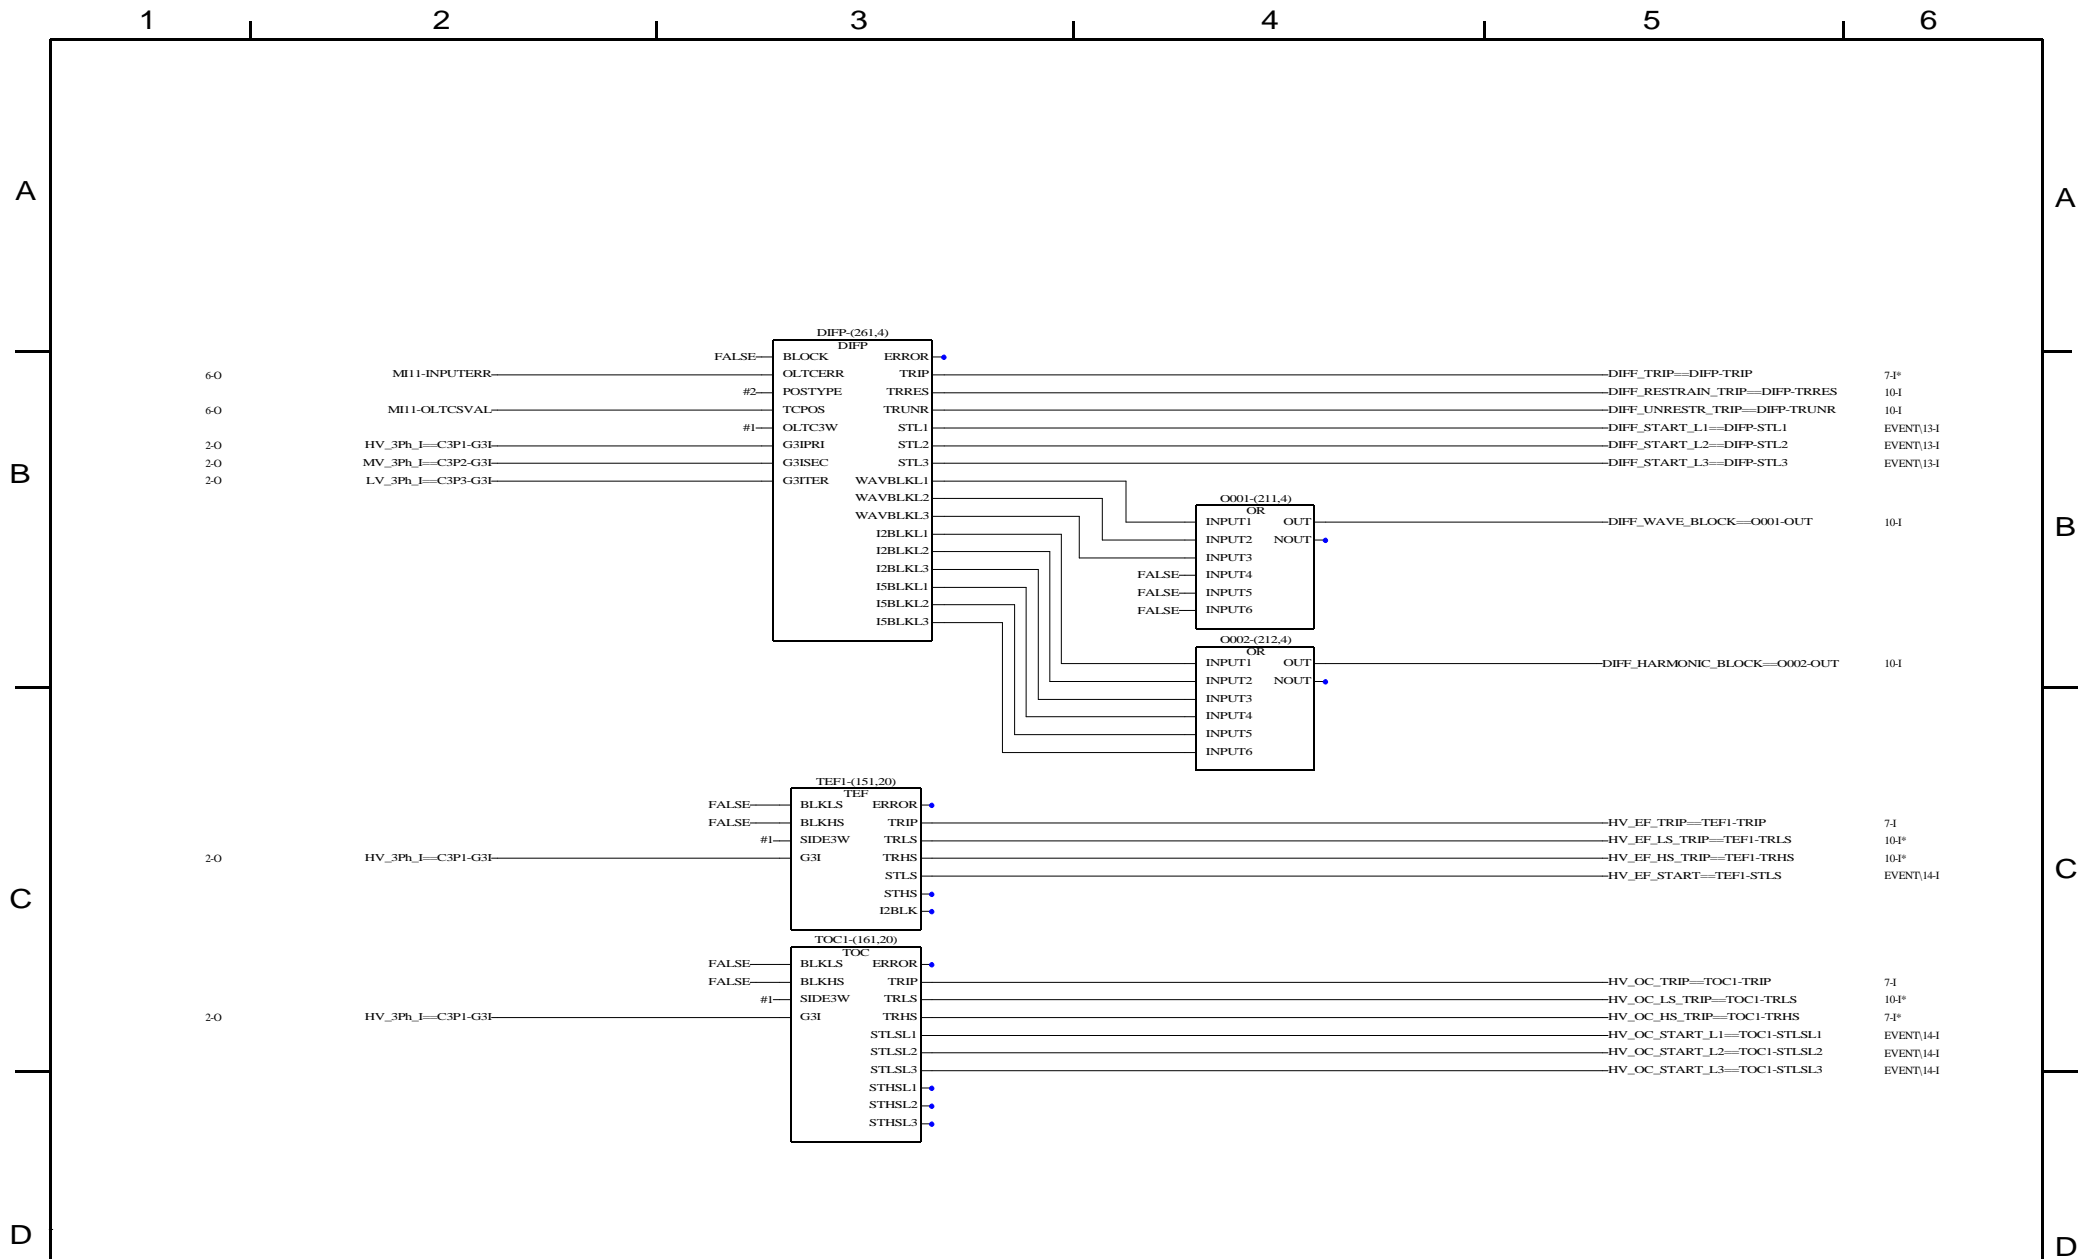 1 2 3 4 5 6
A A
DIFP-(261,4)
DIFP
FALSE BLOCK ERROR
6-O MI11-INPUTERR OLTCERR TRIP DIFF_TRIP==DIFP-TRIP 7-I*
#2 POSTYPE TRRES DIFF_RESTRAIN_TRIP==DIFP-TRRES 10-I
6-O MI11-OLTCSVAL TCPOS TRUNR DIFF_UNRESTR_TRIP==DIFP-TRUNR 10-I
#1 OLTC3W STL1 DIFF_START_L1==DIFP-STL1 EVENT\13-I
2-O HV_3Ph_I==C3P1-G3I G3IPRI STL2 DIFF_START_L2==DIFP-STL2 EVENT\13-I
2-O MV_3Ph_I==C3P2-G3I G3ISEC STL3 DIFF_START_L3==DIFP-STL3 EVENT\13-I
B
2-O LV_3Ph_I==C3P3-G3I G3ITER WAVBLKL1
WAVBLKL2 O001-(211,4)
OR
WAVBLKL3 INPUT1 OUT DIFF_WAVE_BLOCK==O001-OUT 10-I
B
I2BLKL1 INPUT2 NOUT
I2BLKL2 INPUT3
I2BLKL3 FALSE INPUT4
I5BLKL1 FALSE INPUT5
I5BLKL2 FALSE INPUT6
I5BLKL3
O002-(212,4)
OR
INPUT1 OUT DIFF_HARMONIC_BLOCK==O002-OUT 10-I
INPUT2 NOUT
INPUT3
INPUT4
INPUT5
INPUT6
TEF1-(151,20)
TEF
FALSE BLKLS ERROR
FALSE BLKHS TRIP HV_EF_TRIP==TEF1-TRIP 7-I
#1 SIDE3W TRLS HV_EF_LS_TRIP==TEF1-TRLS 10-I*
2-O HV_3Ph_I==C3P1-G3I G3I TRHS HV_EF_HS_TRIP==TEF1-TRHS 10-I*
STLS HV_EF_START==TEF1-STLS EVENT\14-I
C C
STHS
I2BLK
TOC1-(161,20)
TOC
FALSE BLKLS ERROR
FALSE BLKHS TRIP HV_OC_TRIP==TOC1-TRIP 7-I
#1 SIDE3W TRLS HV_OC_LS_TRIP==TOC1-TRLS 10-I*
2-O HV_3Ph_I==C3P1-G3I G3I TRHS HV_OC_HS_TRIP==TOC1-TRHS 7-I*
STLSL1 HV_OC_START_L1==TOC1-STLSL1 EVENT\14-I
STLSL2 HV_OC_START_L2==TOC1-STLSL2 EVENT\14-I
STLSL3 HV_OC_START_L3==TOC1-STLSL3 EVENT\14-I
STHSL1
STHSL2
STHSL3
D D